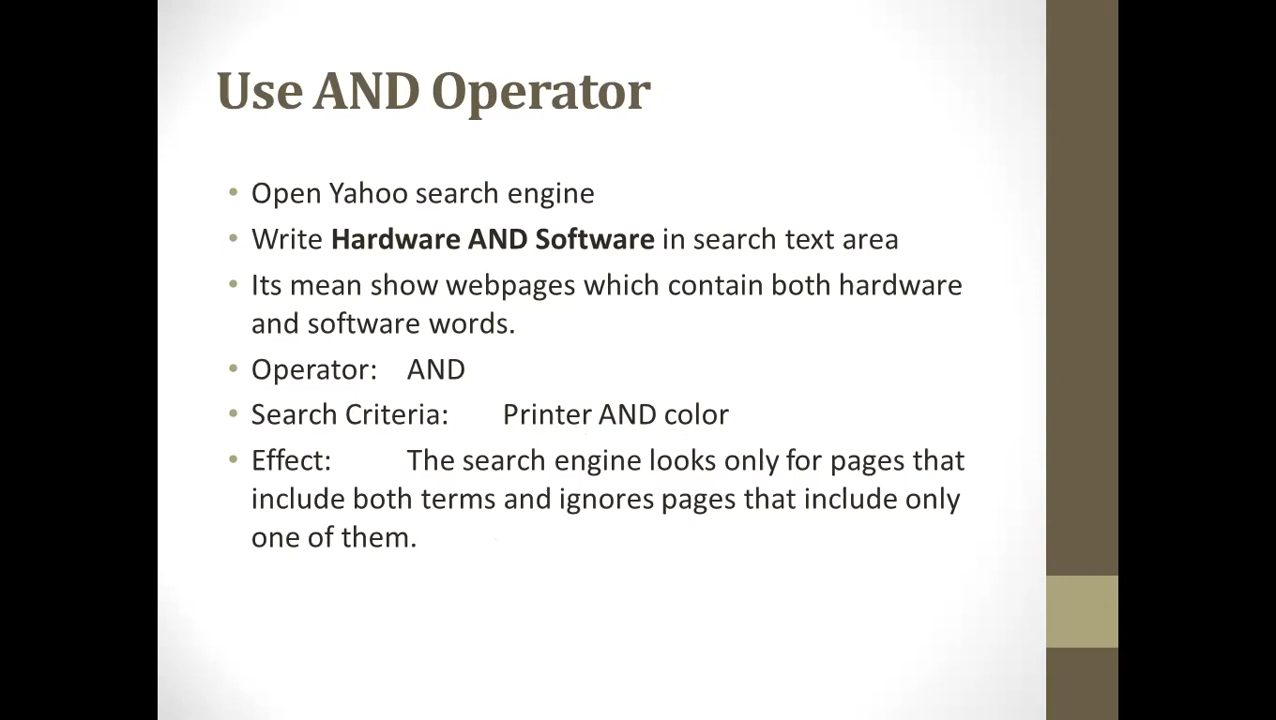 Use AND Operator
• Open Yahoo search engine
• Write Hardware AND Software in search text area
• Its mean show webpages which contain both hardware
and software words.
• Operator: AND
• Search Criteria: Printer AND color
• Effect: The search engine looks only for pages that
include both terms and ignores pages that include only
one of them.